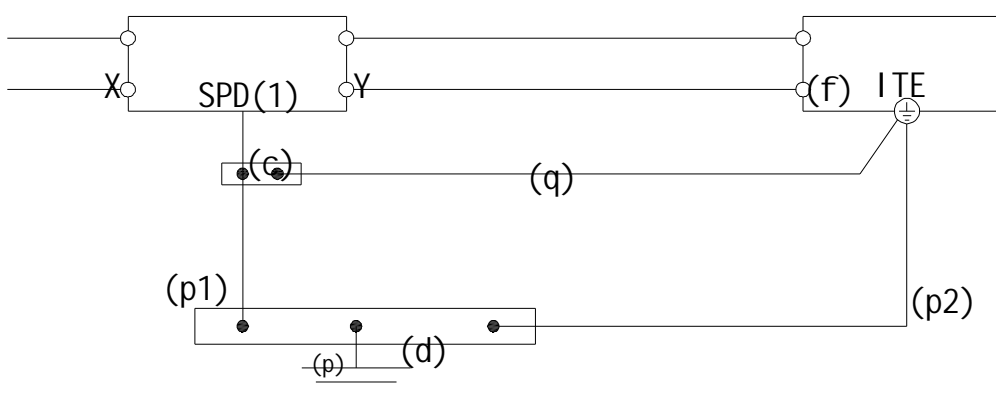 X
SPD(1)
Y
(f)
ITE
(c)
(q)
(p1)
(p2)
(d)
(p)